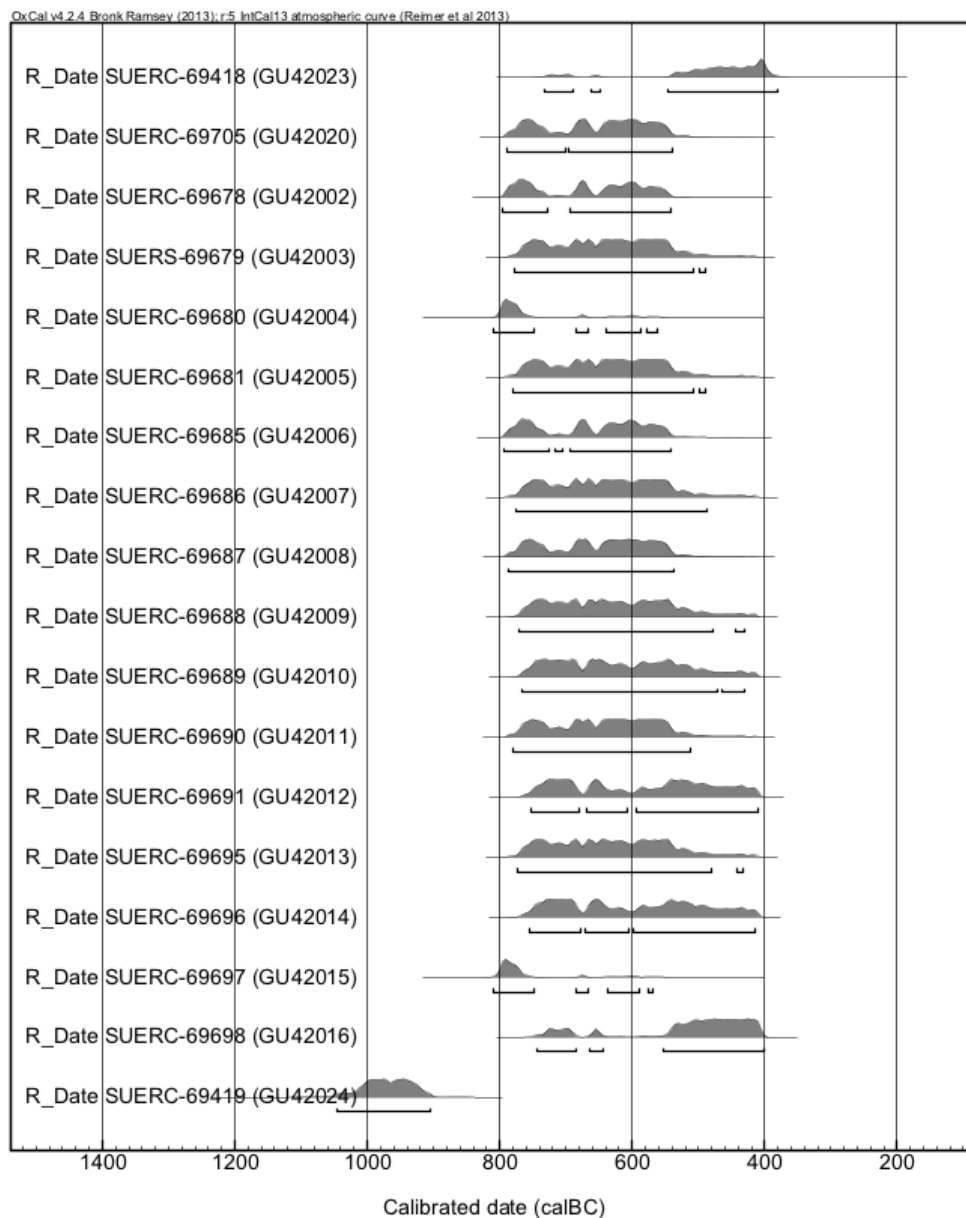 OxCal v4.2.4 Bronk Ramsey (2013); r:5 IntCal13 atmospheric curve (Reimer et al 2013)
R_Date SUERC-69418 (GU42023)
R_Date SUERC-69705 (GU42020)
R_Date SUERC-69678 (GU42002)
R_Date SUERS-69679 (GU42003)
R_Date SUERC-69680 (GU42004)
R_Date SUERC-69681 (GU42005)
R_Date SUERC-69685 (GU42006)
R_Date SUERC-69686 (GU42007)
R_Date SUERC-69687 (GU42008)
R_Date SUERC-69688 (GU42009)
R_Date SUERC-69689 (GU42010)
R_Date SUERC-69690 (GU42011)
R_Date SUERC-69691 (GU42012)
R_Date SUERC-69695 (GU42013)
R_Date SUERC-69696 (GU42014)
R_Date SUERC-69697 (GU42015)
R_Date SUERC-69698 (GU42016)
R_Date SUERC-69419 (GU42024)
1400 1200 1000 800 600 400 200
Calibrated date (calBC)